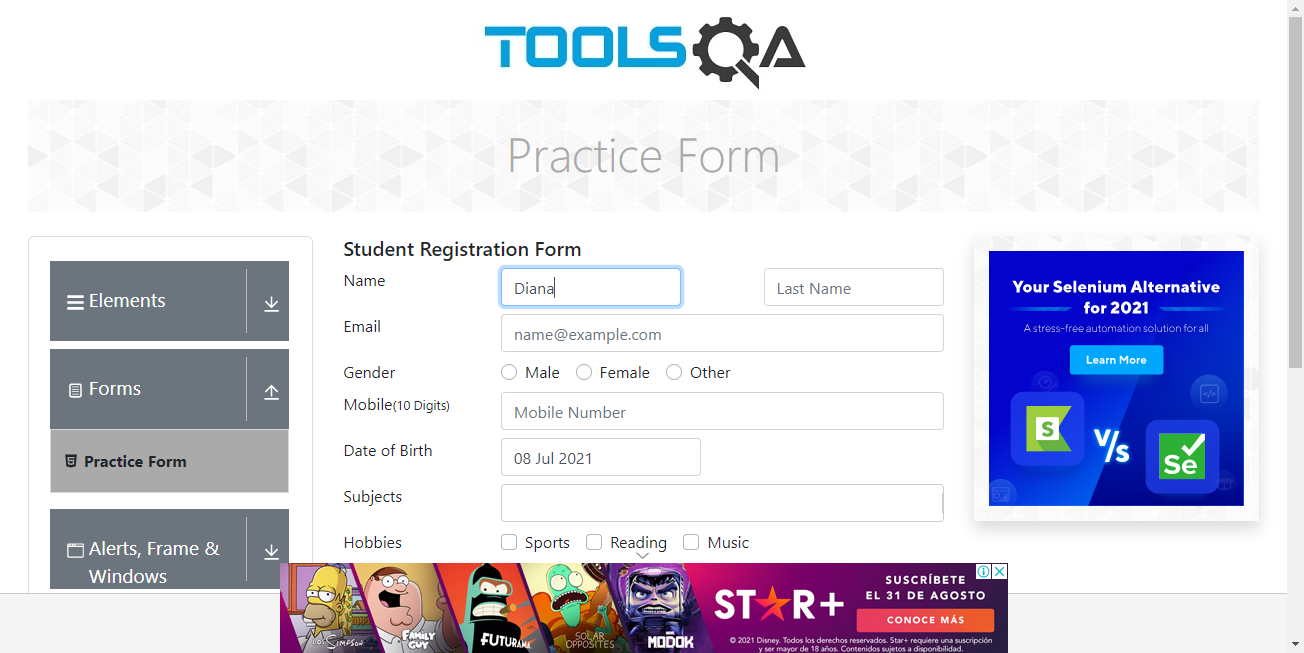 TOOLSQA
Practice Form
Elements
Forms
Practice Form
Alerts, Frame &
Windows
Student Registration Form
Name
Diana
Last Name
Email
name@example.com
Gender
Male
Female
Other
Mobile(10 Digits)
Mobile Number
Date of Birth
08 Jul 2021
Subjects
Hobbies
Sports
Reading
Music
Your Selenium Alternative
for 2021
A stress-free automation solution for all
Learn More
S
V/s
Se
LOS SIMPSON
FAMILY
GUY
FUTURAMA
SOLAR
OPPOSITES
MARVEL
MODOK
STAR+
SUSCRÍBETE
EL 31 DE AGOSTO
CONOCE MÁS
© 2021 Disney. Todos los derechos reservados. Star+ requiere una suscripción
y ser mayor de 18 años. Contenidos sujetos a disponibilidad.